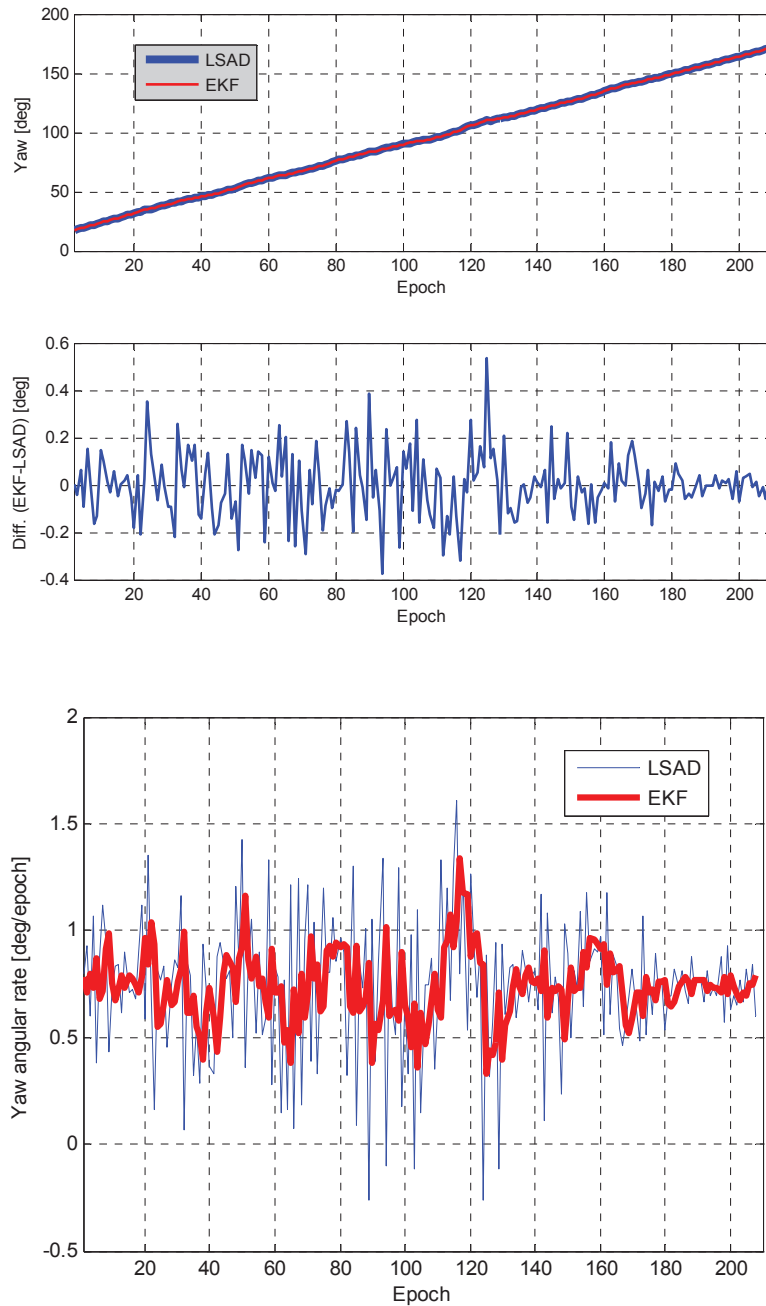 200
150
100
50
0
Yaw [deg]
LSAD
EKF
20 40 60 80 100 120 140 160 180 200
Epoch
0.6
0.4
0.2
0
-0.2
-0.4
Diff. (EKF-LSAD) [deg]
20 40 60 80 100 120 140 160 180 200
Epoch
2
1.5
1
0.5
0
-0.5
Yaw angular rate [deg/epoch]
LSAD
EKF
20 40 60 80 100 120 140 160 180 200
Epoch